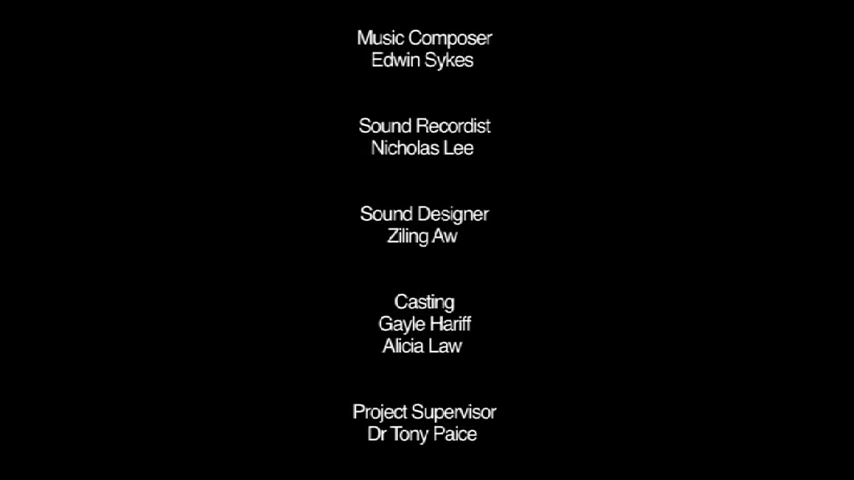 Music Composer
Edwin Sykes
Sound Recordist
Nicholas Lee
Sound Designer
Ziling Aw
Casting
Gayle Hariff
Alicia Law
Project Supervisor
Dr Tony Paice